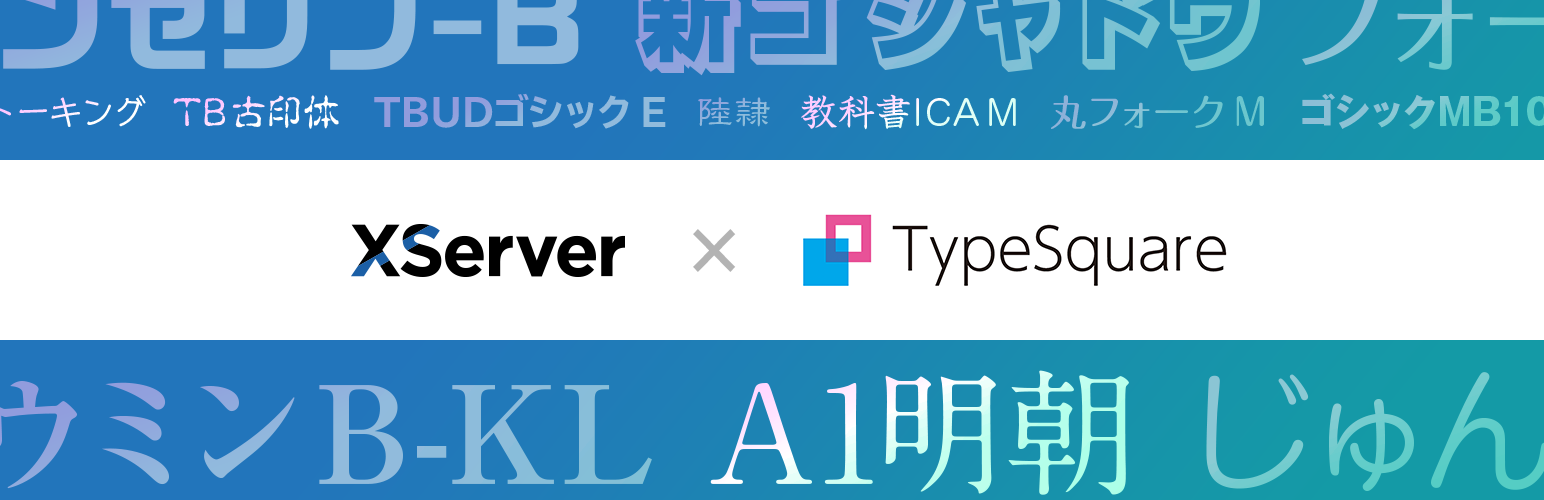 ンセリフ-B 新ゴ シャドウ フォー
トーキング TB古印体 TBUDゴシック E 陸隷 教科書ICA M 丸フォーク M ゴシックMB10
XServer × TypeSquare
ウミン B-KL A1明朝 じゅん